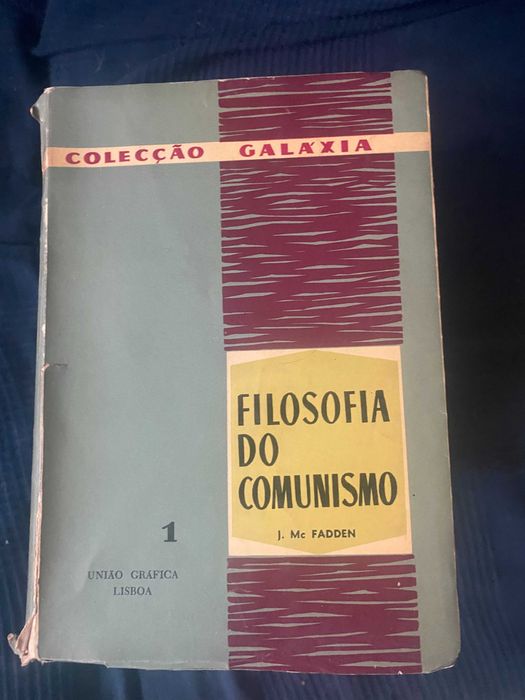 COLECÇÃO GALÁXIA
FILOSOFIA
DO
COMUNISMO
J. Mc FADDEN
1
UNIÃO GRÁFICA
LISBOA